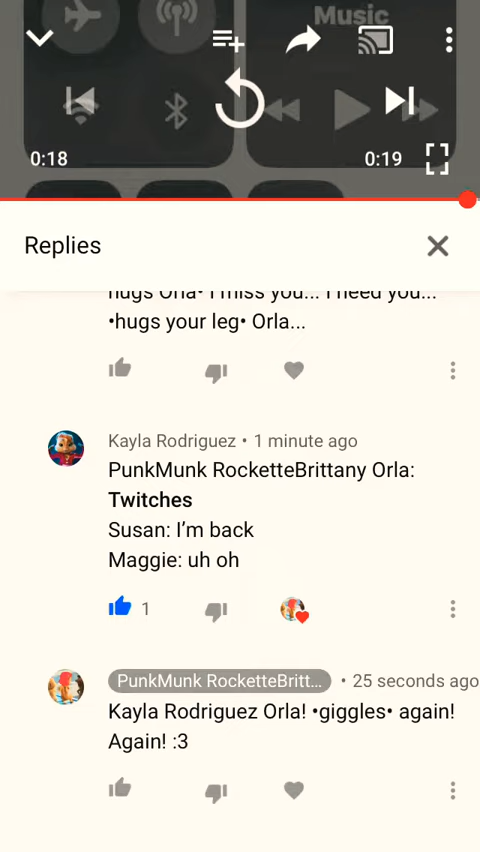 Music
0:18
0:19
Replies
hugs Orla• I miss you... I need you...
•hugs your leg• Orla...
Kayla Rodriguez • 1 minute ago
PunkMunk RocketteBrittany Orla:
Twitches
Susan: I’m back
Maggie: uh oh
1
PunkMunk RocketteBritt... • 25 seconds ago
Kayla Rodriguez Orla! •giggles• again!
Again! :3